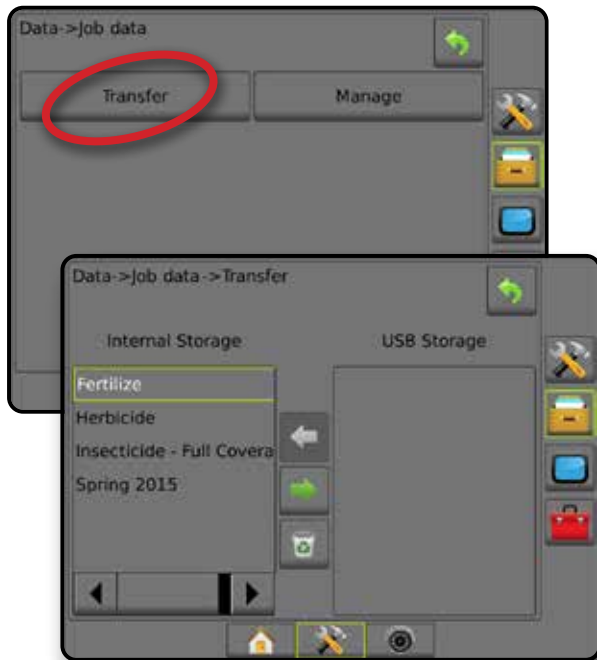 Data->Job data
Transfer
Manage
Data->Job data->Transfer
Internal Storage
USB Storage
Fertilize
Herbicide
Insecticide - Full Covera
Spring 2015